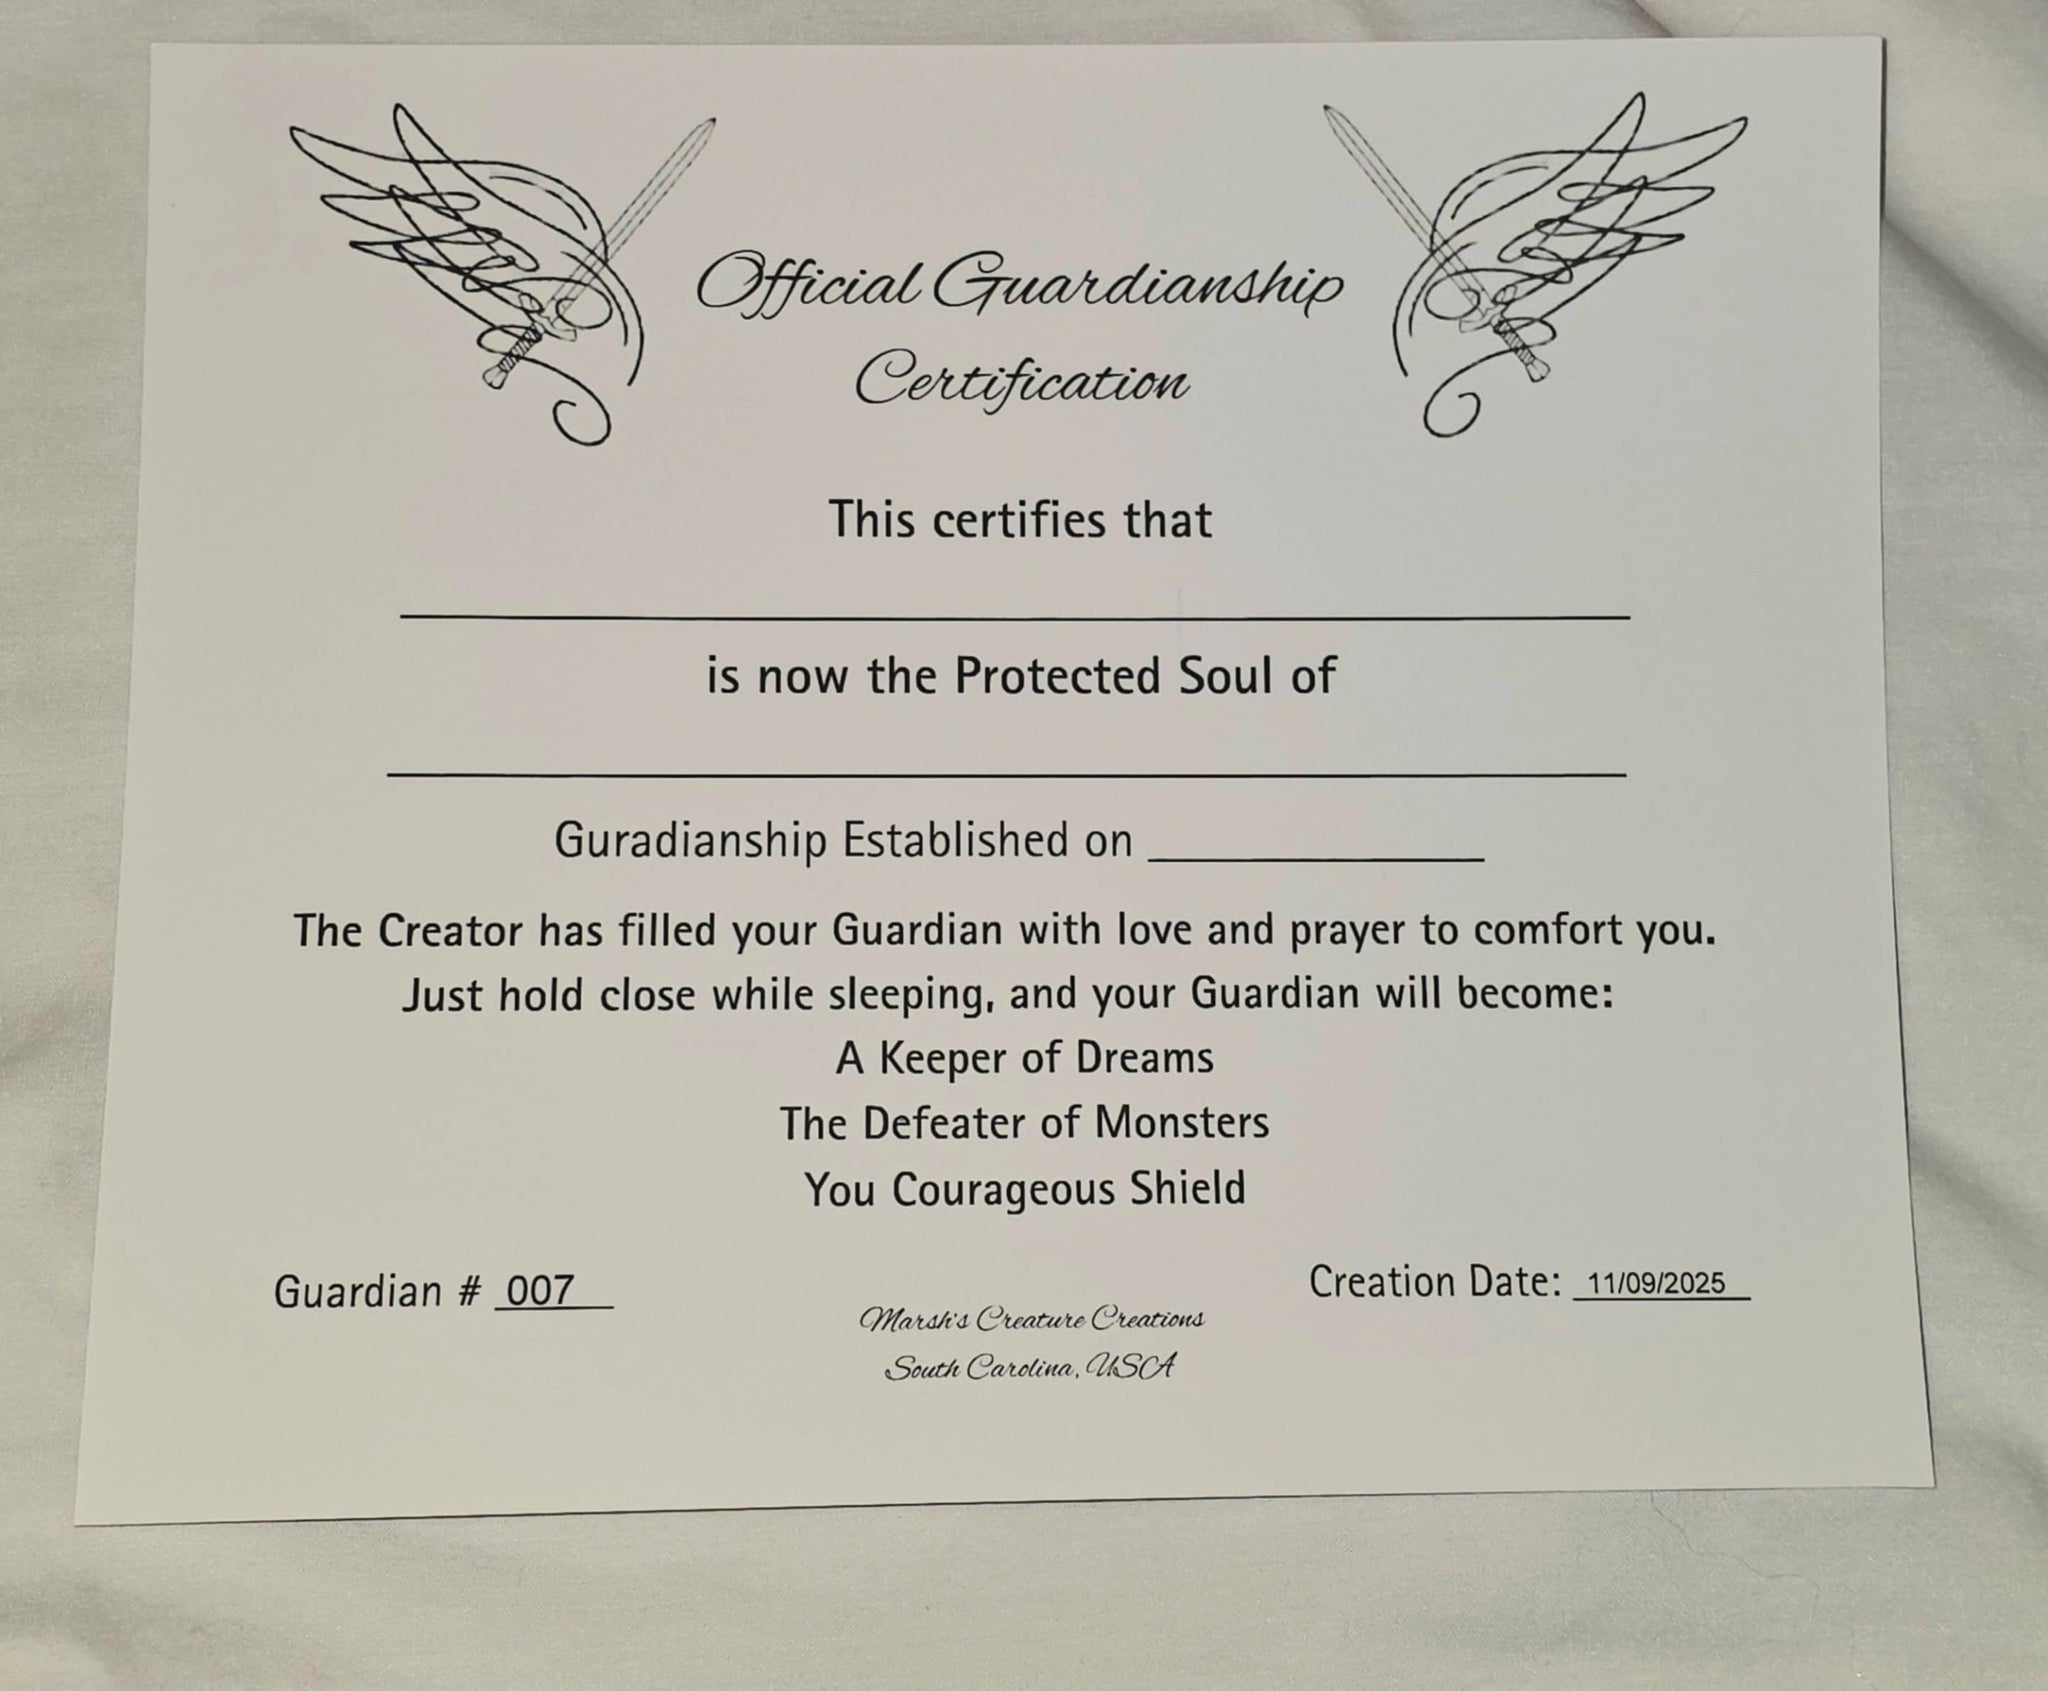 Official Guardianship
Certification
This certifies that
is now the Protected Soul of
Guradianship Established on
The Creator has filled your Guardian with love and prayer to comfort you.
Just hold close while sleeping, and your Guardian will become:
A Keeper of Dreams
The Defeater of Monsters
You Courageous Shield
Guardian # 007
Creation Date: 11/09/2025
Marsh's Creature Creations
South Carolina, USA